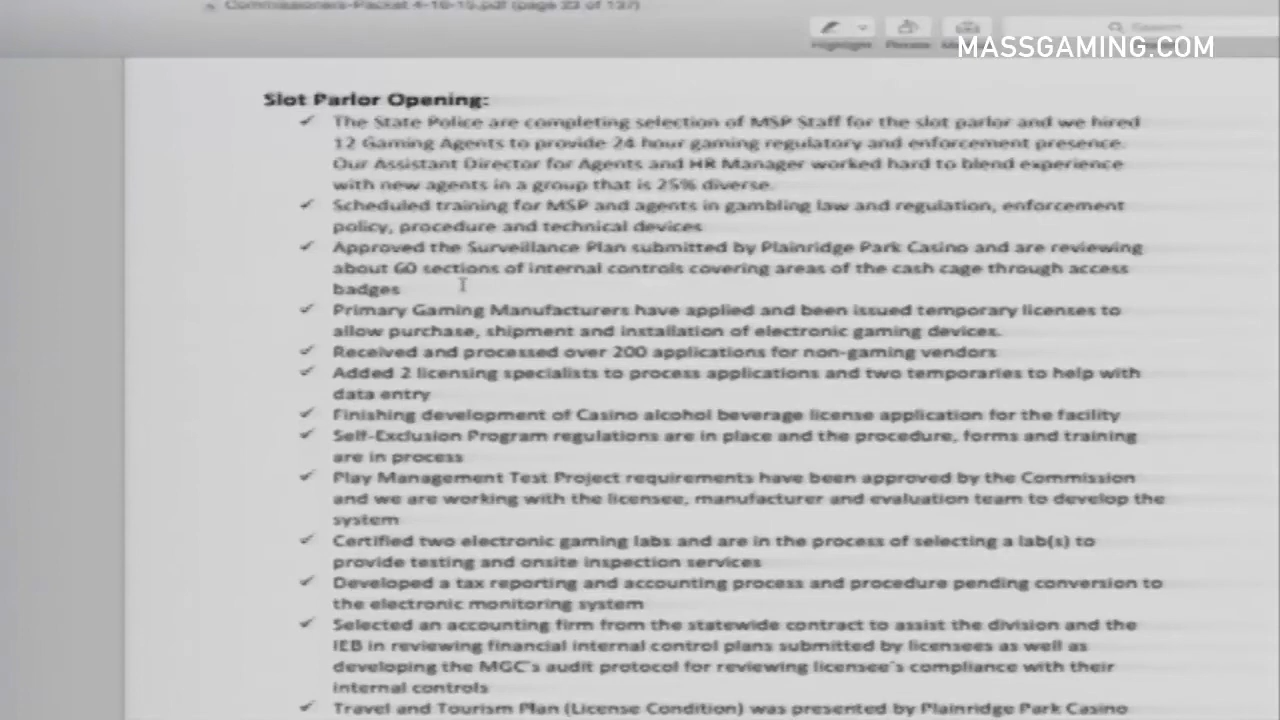 Commissioners-Packet 4-16-15.pdf (page 23 of 137)
Search
Highlight
MASSGAMING.COM
Slot Parlor Opening:
✓ The State Police are completing selection of MSP Staff for the slot parlor and we hired
12 Gaming Agents to provide 24 hour gaming regulatory and enforcement presence.
Our Assistant Director for Agents and HR Manager worked hard to blend experience
with new agents in a group that is 25% diverse.
✓ Scheduled training for MSP and agents in gambling law and regulation, enforcement
policy, procedure and technical devices
✓ Approved the Surveillance Plan submitted by Plainridge Park Casino and are reviewing
about 60 sections of internal controls covering areas of the cash cage through access
badges
✓ Primary Gaming Manufacturers have applied and been issued temporary licenses to
allow purchase, shipment and installation of electronic gaming devices.
✓ Received and processed over 200 applications for non-gaming vendors
✓ Added 2 licensing specialists to process applications and two temporaries to help with
data entry
✓ Finishing development of Casino alcohol beverage license application for the facility
✓ Self-Exclusion Program regulations are in place and the procedure, forms and training
are in process
✓ Play Management Test Project requirements have been approved by the Commission
and we are working with the licensee, manufacturer and evaluation team to develop the
system
✓ Certified two electronic gaming labs and are in the process of selecting a lab(s) to
provide testing and onsite inspection services
✓ Developed a tax reporting and accounting process and procedure pending conversion to
the electronic monitoring system
✓ Selected an accounting firm from the statewide contract to assist the division and the
IEB in reviewing financial internal control plans submitted by licensees as well as
developing the MGC's audit protocol for reviewing licensee's compliance with their
internal controls
✓ Travel and Tourism Plan (License Condition) was presented by Plainridge Park Casino